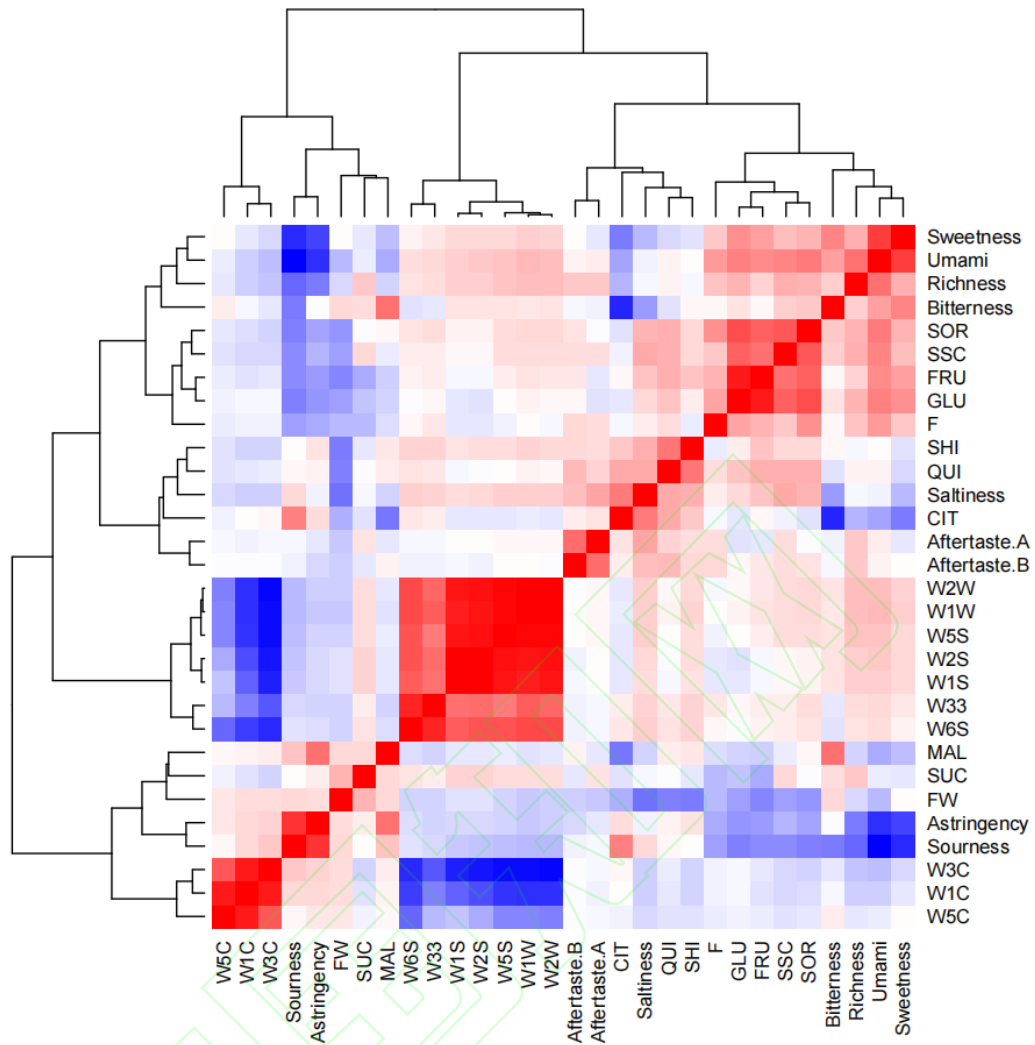 Sweetness
Umami
Richness
Bitterness
SOR
SSC
FRU
GLU
F
SHI
QUI
Saltiness
CIT
Aftertaste.A
Aftertaste.B
W2W
W1W
W5S
W2S
W1S
W33
W6S
MAL
SUC
FW
Astringency
Sourness
W3C
W1C
W5C
W5C
W1C
W3C
Sourness
Astringency
FW
SUC
MAL
W6S
W33
W1S
W2S
W5S
W1W
W2W
Aftertaste.B
Aftertaste.A
CIT
Saltiness
QUI
SHI
F
GLU
FRU
SSC
SOR
Bitterness
Richness
Umami
Sweetness